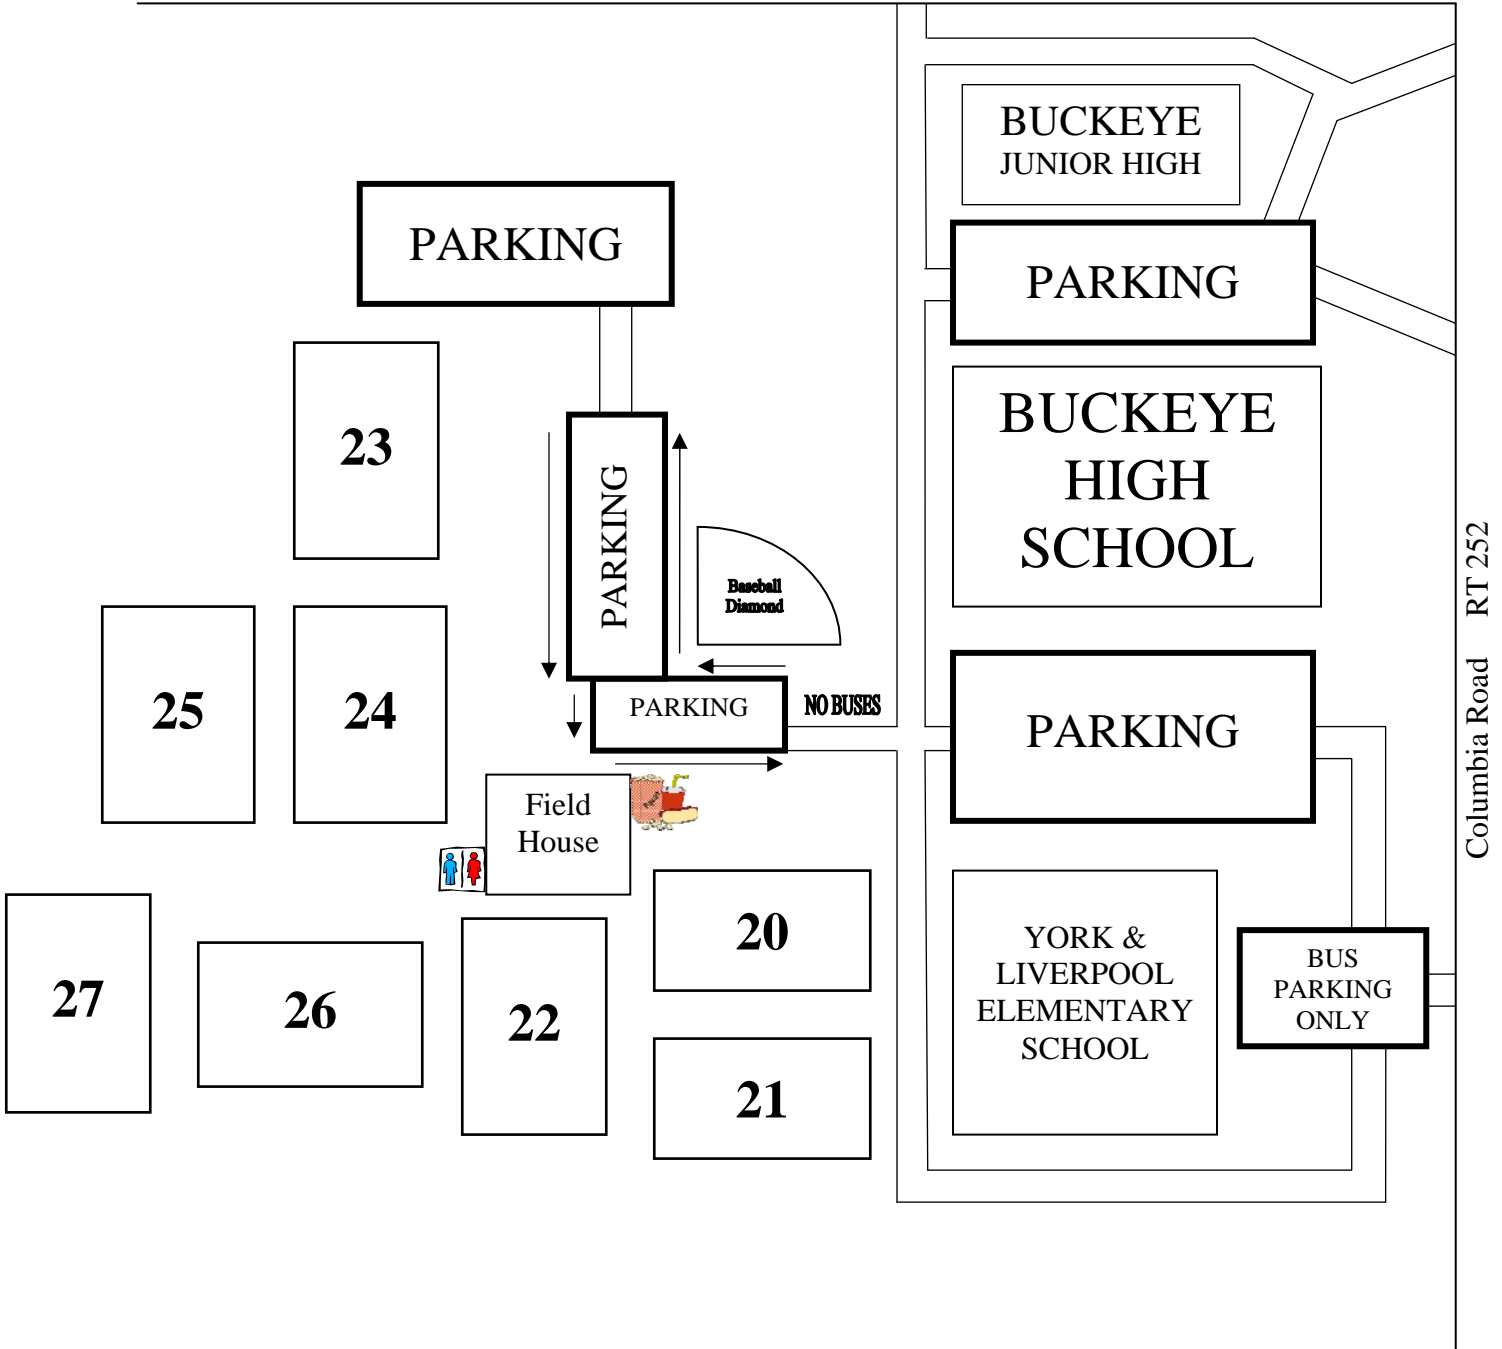 BUCKEYE
JUNIOR HIGH
PARKING
PARKING
BUCKEYE
HIGH
SCHOOL
23
PARKING
Baseball
Diamond
Columbia Road RT 252
25
24
PARKING
NO BUSES
PARKING
Field
House
20
YORK &
LIVERPOOL
ELEMENTARY
SCHOOL
BUS
PARKING
ONLY
27
26
22
21